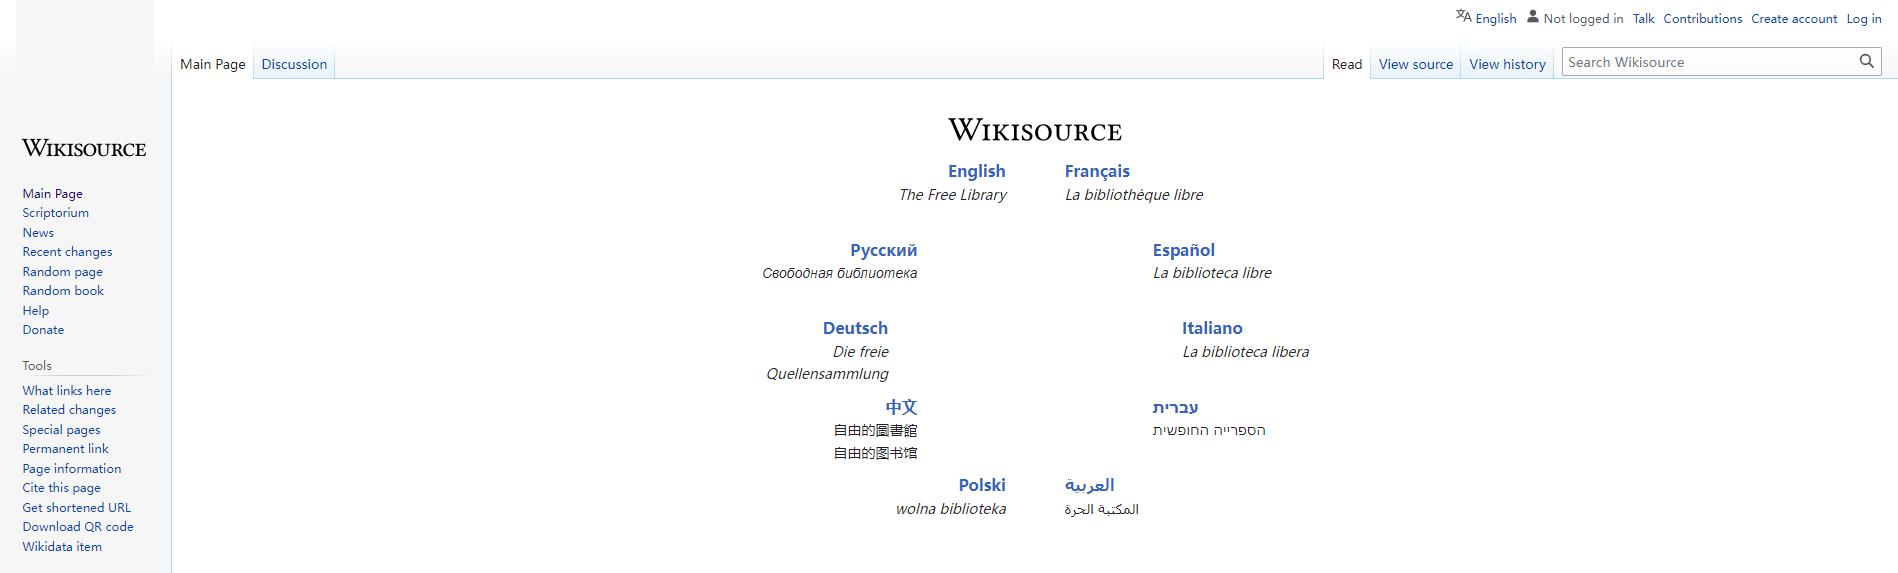 English Not logged in Talk Contributions Create account Log in
Main Page Discussion Read View source View history Search Wikisource
WIKISOURCE
Main Page
Scriptorium
News
Recent changes
Random page
Random book
Help
Donate
Tools
What links here
Related changes
Special pages
Permanent link
Page information
Cite this page
Get shortened URL
Download QR code
Wikidata item
WIKISOURCE
English
The Free Library
Français
La bibliothèque libre
Русский
Свободная библиотека
Español
La biblioteca libre
Deutsch
Die freie
Quellensammlung
Italiano
La biblioteca libera
中文
自由的圖書館
自由的图书馆
עברית
הספרייה החופשית
Polski
wolna biblioteka
العربية
المكتبة الحرة